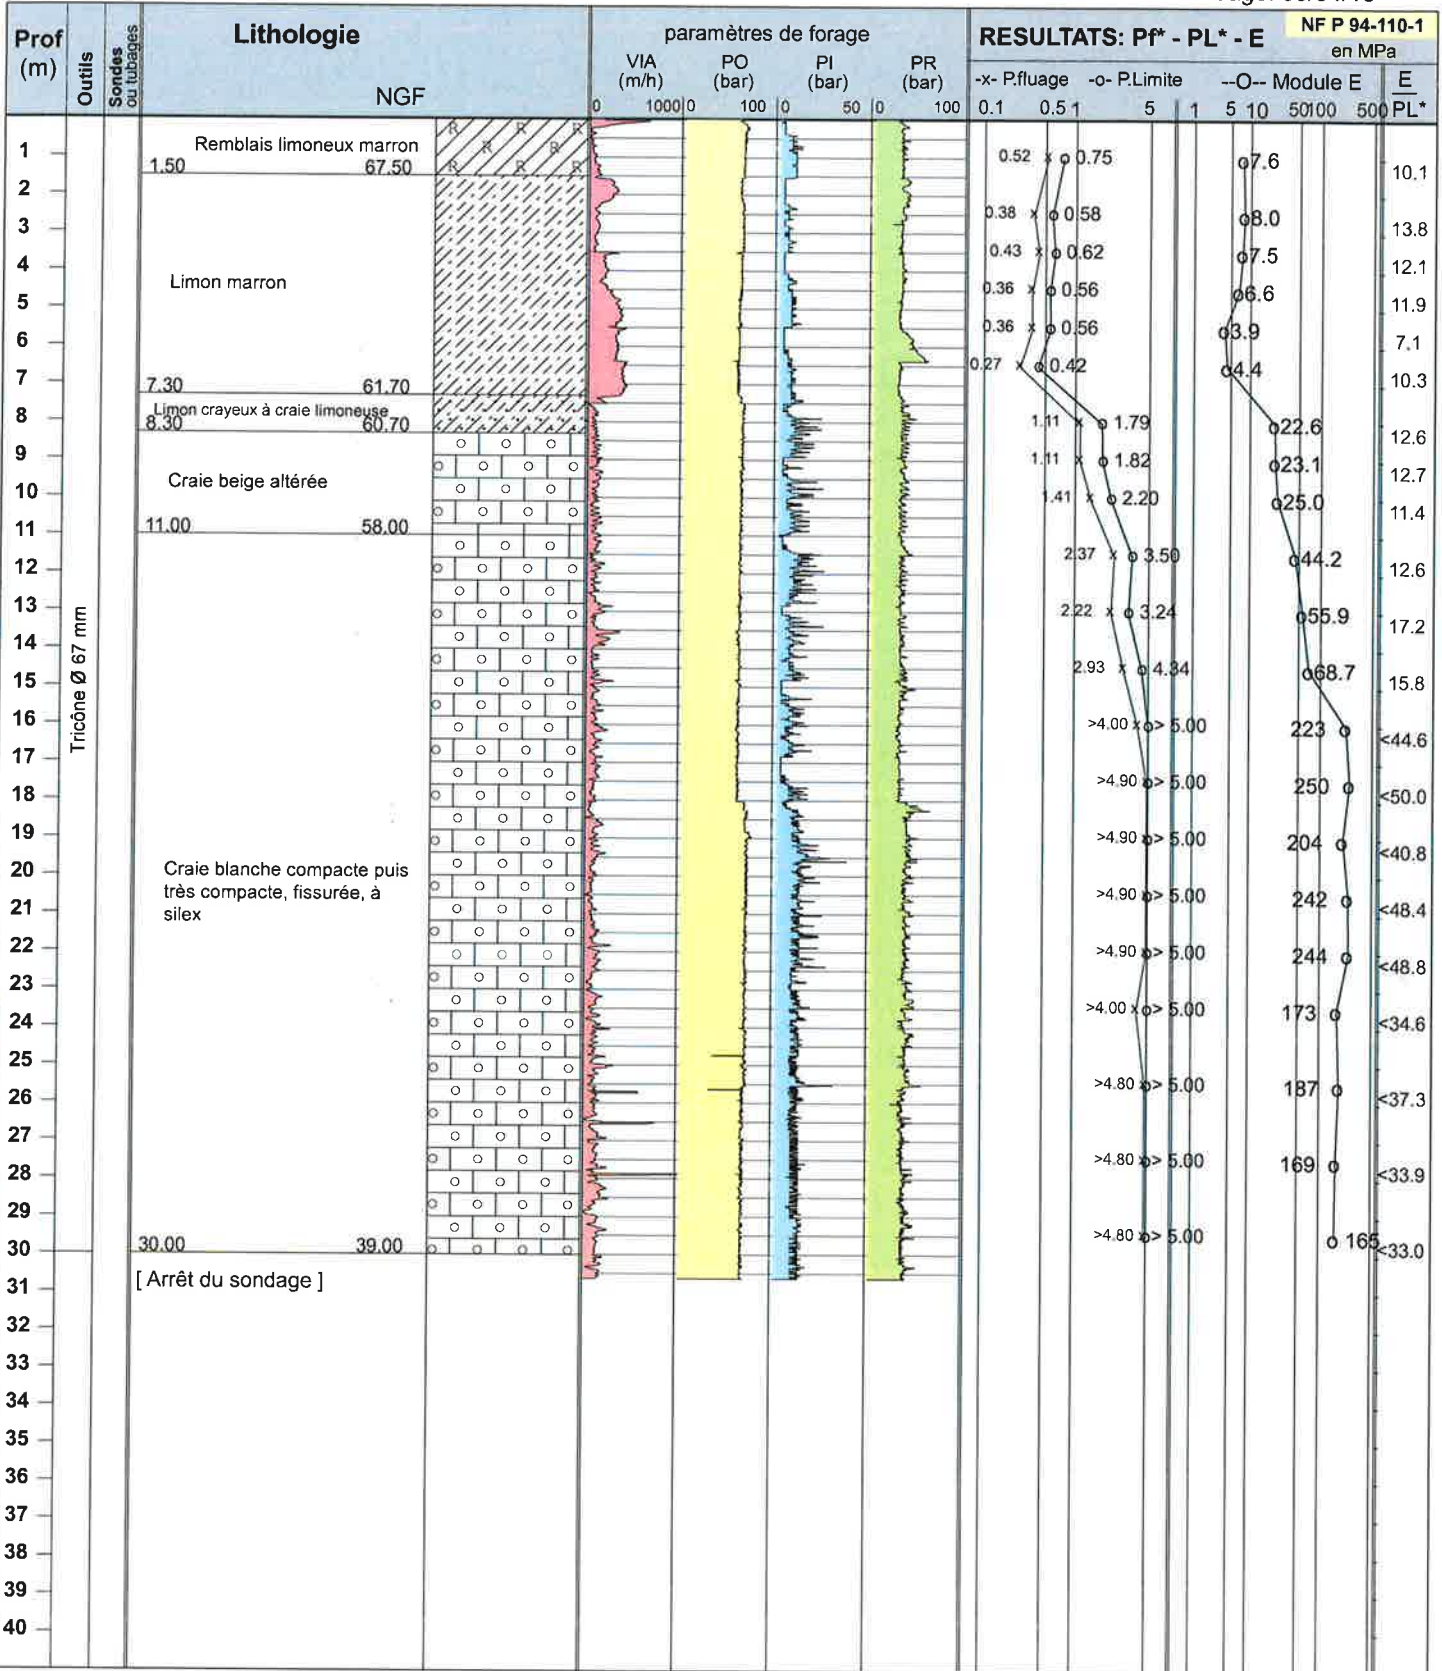 Prof
(m)
Outils
Sondes
ou tubages
Lithologie
NGF
paramètres de forage
VIA
(m/h)
PO
(bar)
PI
(bar)
PR
(bar)
0 1000 0 100 0 50 0 100
RESULTATS: Pf* - PL* - E
NF P 94-110-1
en MPa
-x- P.fluage -o- P.Limite --O-- Module E
E
PL*
0.1 0.5 1 5 1 5 10 50 100 500
Tricône Ø 67 mm
Remblais limoneux marron
1.50 67.50
Limon marron
7.30 61.70
Limon crayeux à craie limoneuse
8.30 60.70
Craie beige altérée
11.00 58.00
Craie blanche compacte puis
très compacte, fissurée, à
silex
30.00 39.00
[ Arrêt du sondage ]
1
2
3
4
5
6
7
8
9
10
11
12
13
14
15
16
17
18
19
20
21
22
23
24
25
26
27
28
29
30
31
32
33
34
35
36
37
38
39
40
R R R
R R
R R R
0.52 0.75 7.6 10.1
0.38 0.58 8.0 13.8
0.43 0.62 7.5 12.1
0.36 0.56 6.6 11.9
0.36 0.56 3.9 7.1
0.27 0.42 4.4 10.3
1.11 1.79 22.6 12.6
1.11 1.82 23.1 12.7
1.41 2.20 25.0 11.4
2.37 3.50 44.2 12.6
2.22 3.24 55.9 17.2
2.93 4.34 68.7 15.8
>4.00 > 5.00 223 <44.6
>4.90 > 5.00 250 <50.0
>4.90 > 5.00 204 <40.8
>4.90 > 5.00 242 <48.4
>4.90 > 5.00 244 <48.8
>4.00 > 5.00 173 <34.6
>4.80 > 5.00 187 <37.3
>4.80 > 5.00 169 <33.9
>4.80 > 5.00 165 <33.0